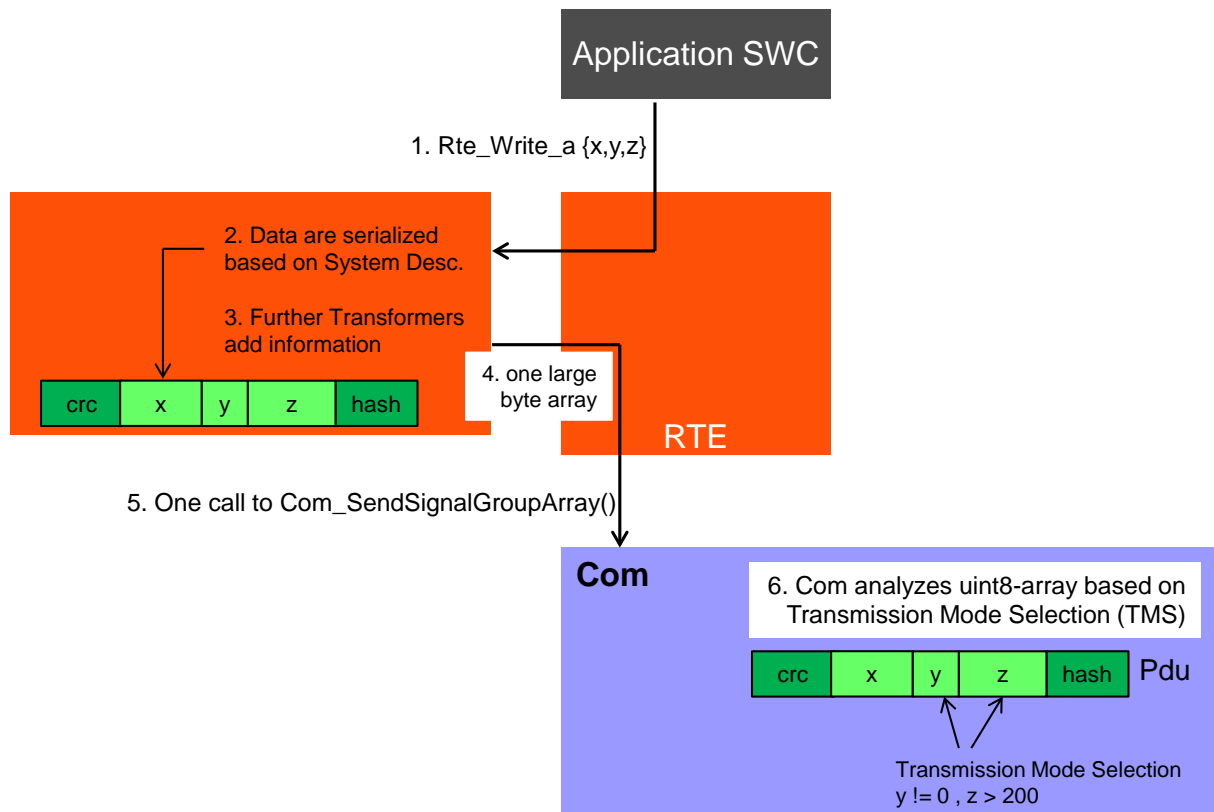 Application SWC
1. Rte_Write_a {x,y,z}
2. Data are serialized
based on System Desc.
3. Further Transformers
add information
crc x y z hash
4. one large
byte array
RTE
5. One call to Com_SendSignalGroupArray()
Com
6. Com analyzes uint8-array based on
Transmission Mode Selection (TMS)
crc x y z hash Pdu
Transmission Mode Selection
y != 0 , z > 200